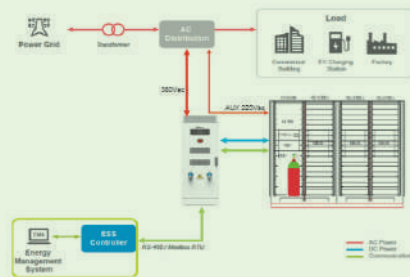 Load
AC
Distribution
Power Grid
Transformer
Commercial
Building
EV Charging
Station
Factory
380Vac
AUX 220Vac
EMS
ESS
Controller
RS-485 / Modbus RTU
Energy
Management
System
AC Power
DC Power
Communication